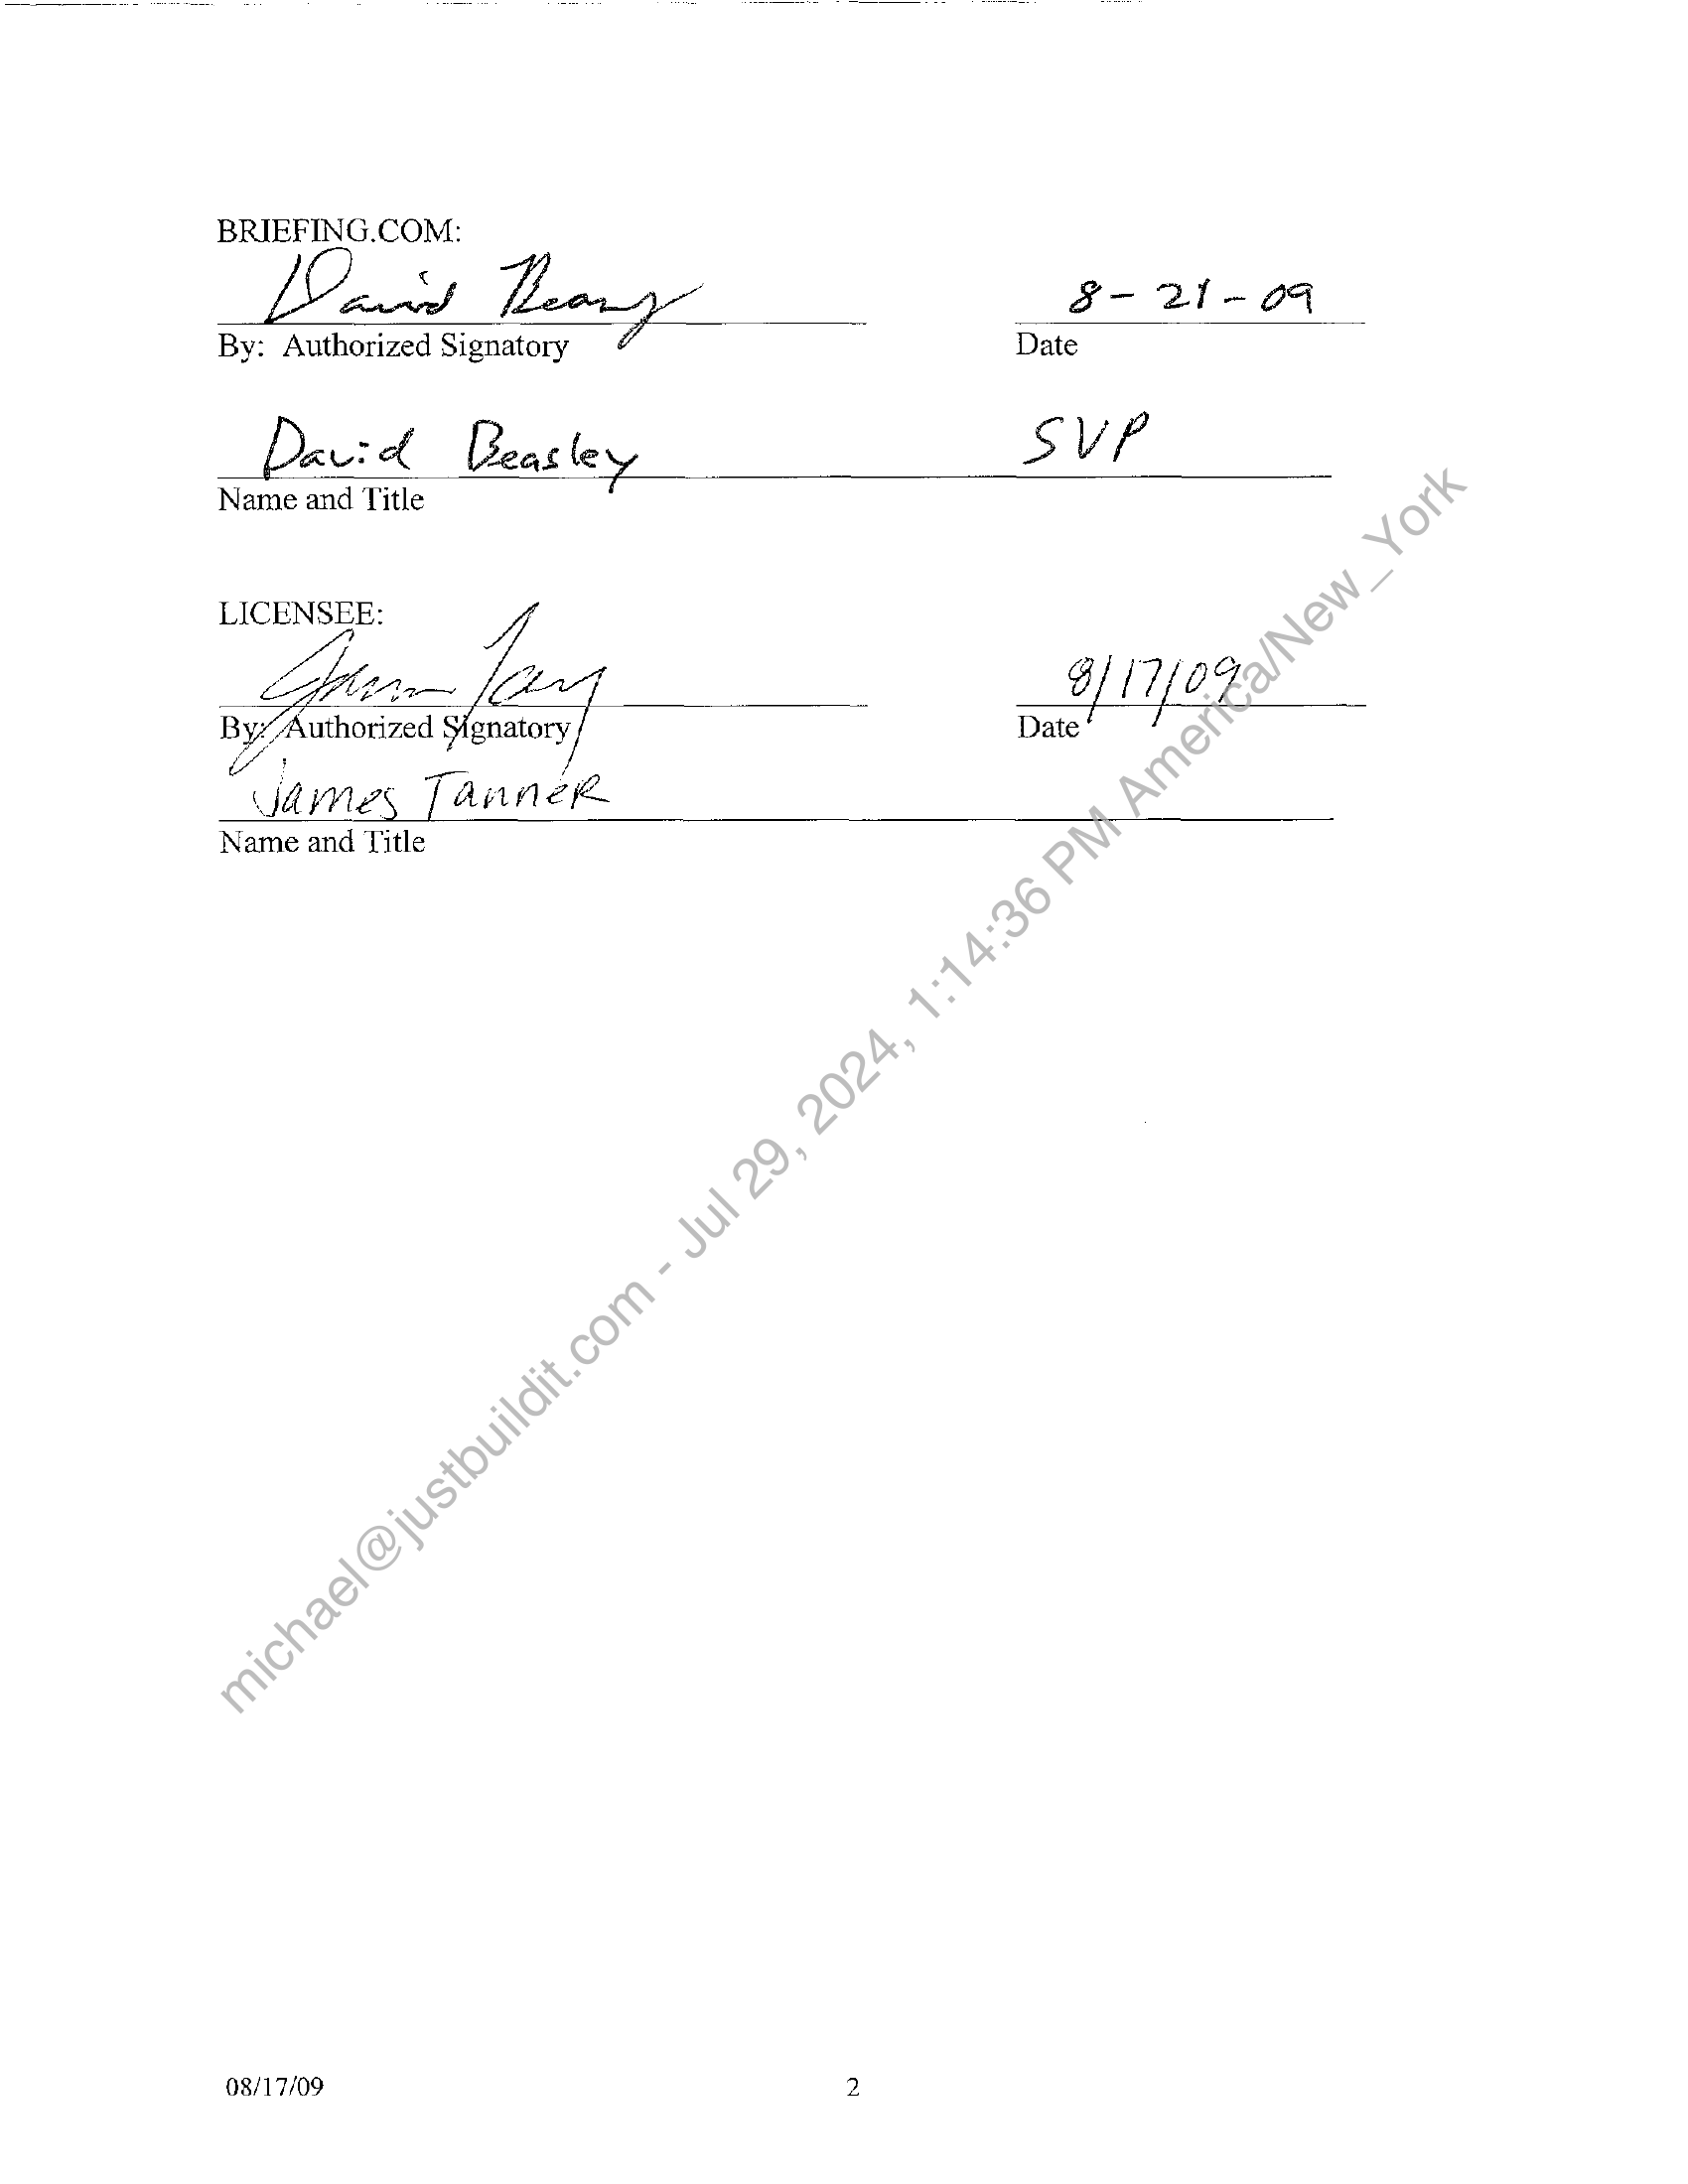 BRIEFING.COM:
David Beasley 8-21-09
By: Authorized Signatory Date
David Beasley SVP
Name and Title
LICENSEE:
8/17/09
By: Authorized Signatory Date
James Tanner
Name and Title
michael@justbuildit.com - Jul 29, 2024, 1:14:36 PM America/New_York
08/17/09 2